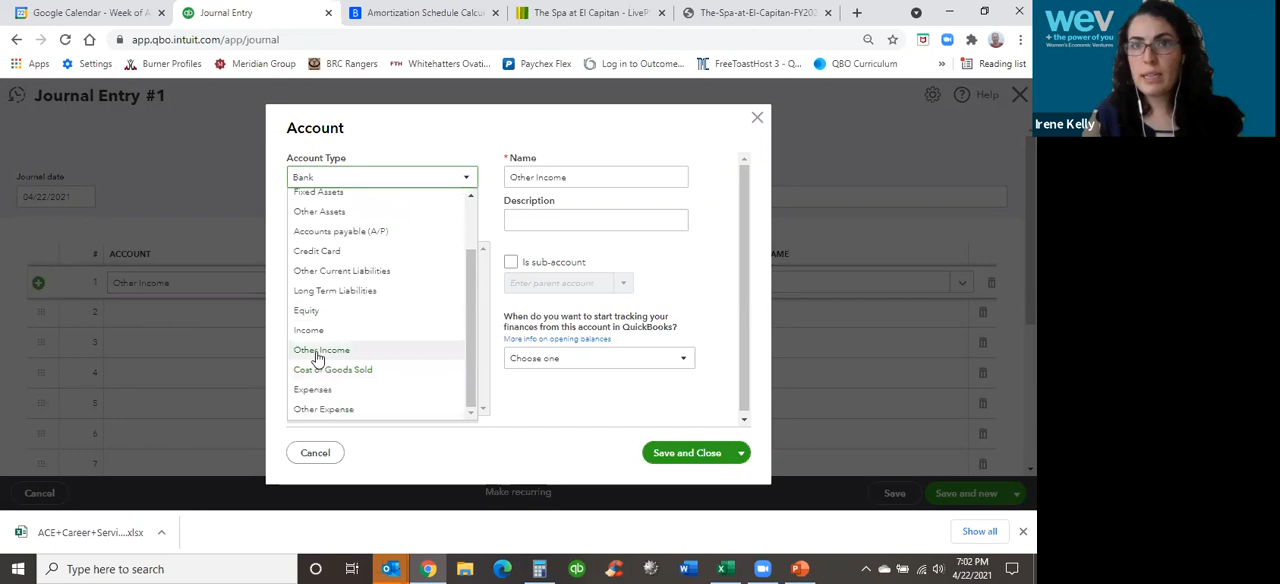 Google Calendar - Week of A
Journal Entry
Amortization Schedule Calcu
The Spa at El Capitan - LiveP
The-Spa-at-El-Capitan-FY202
app.qbo.intuit.com/app/journal
Apps
Settings
Burner Profiles
Meridian Group
BRC Rangers
FTH Whitehatters Ovati...
Paychex Flex
Log in to Outcome...
FreeToastHost 3 - Q...
QBO Curriculum
»
Reading list
wev
+ the power of you
Women's Economic Ventures
Irene Kelly
Journal Entry #1
Help
Journal date
04/22/2021
# ACCOUNT
AME
1 Other Income
2
3
4
5
6
7
Account
Account Type
Bank
Fixed Assets
Other Assets
Accounts payable (A/P)
Credit Card
Other Current Liabilities
Long Term Liabilities
Equity
Income
Other Income
Cost of Goods Sold
Expenses
Other Expense
* Name
Other Income
Description
Is sub-account
Enter parent account
When do you want to start tracking your
finances from this account in QuickBooks?
More info on opening balances
Choose one
Cancel
Save and Close
Cancel
Make recurring
Save
Save and new
ACE+Career+Servi....xlsx
Show all
Type here to search
7:02 PM
4/22/2021